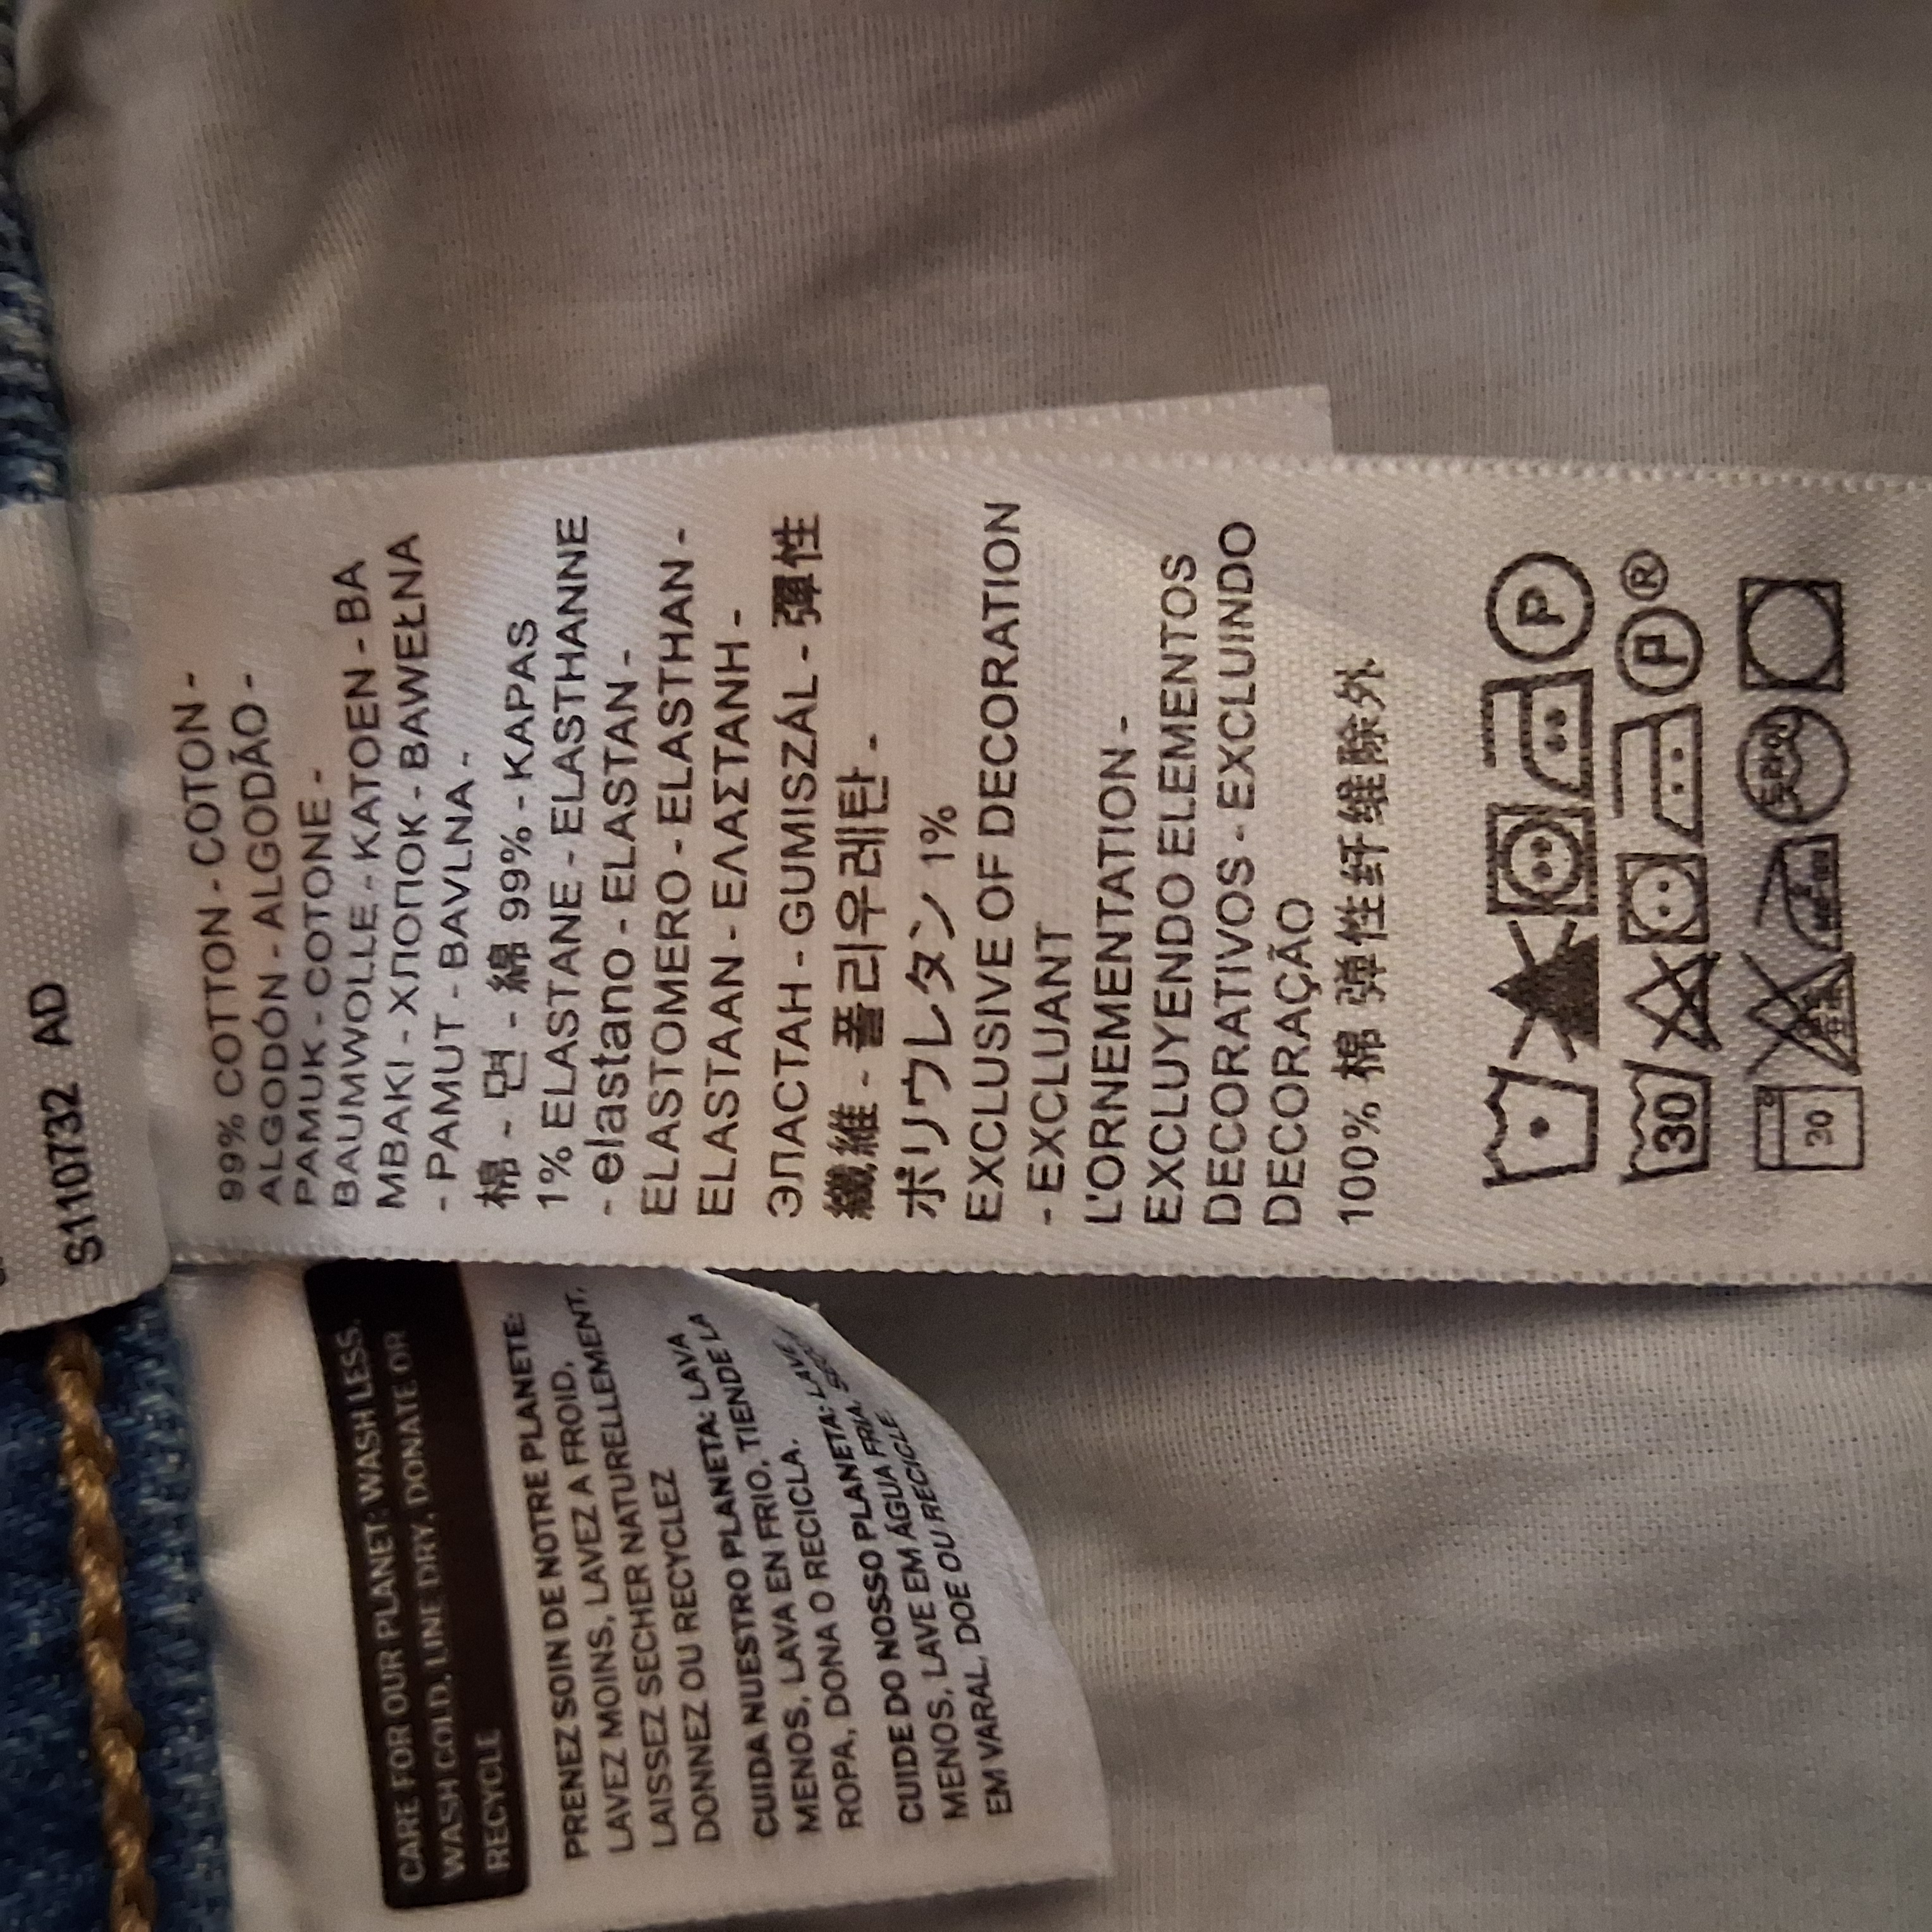 S110732 AD
99% COTTON - COTON -
ALGODÓN - ALGODÃO -
PAMUK - COTONE -
BAUMWOLLE - KATOEN - BA
MBAKI - ХЛОПОК - BAWEŁNA
- PAMUT - BAVLNA -
棉 - 면 - 綿 99% - KAPAS
1% ELASTANE - ELASTHANNE
- elastano - ELASTAN -
ELASTOMERO - ELASTHAN -
ELASTAAN - ΕΛΑΣΤΑΝΗ -
ЭПАСТАН - GUMISZÁL - 彈性
纖維 - 폴리우레탄 -
ポリウレタン 1%
EXCLUSIVE OF DECORATION
- EXCLUANT
L'ORNEMENTATION -
EXCLUYENDO ELEMENTOS
DECORATIVOS - EXCLUINDO
DECORAÇÃO
100% 棉 弹性纤维除外
P
30 P ®
30
CARE FOR OUR PLANET: WASH LESS,
WASH COLD, LINE DRY, DONATE OR
RECYCLE
PRENEZ SOIN DE NOTRE PLANETE:
LAVEZ MOINS, LAVEZ A FROID,
LAISSEZ SECHER NATURELLEMENT,
DONNEZ OU RECYCLEZ
CUIDA NUESTRO PLANETA: LAVA
MENOS, LAVA EN FRIO, TIENDE LA
ROPA, DONA O RECICLA.
CUIDE DO NOSSO PLANETA: LAVE
MENOS, LAVE EM ÁGUA FRIA,
EM VARAL, DOE OU RECICLE.